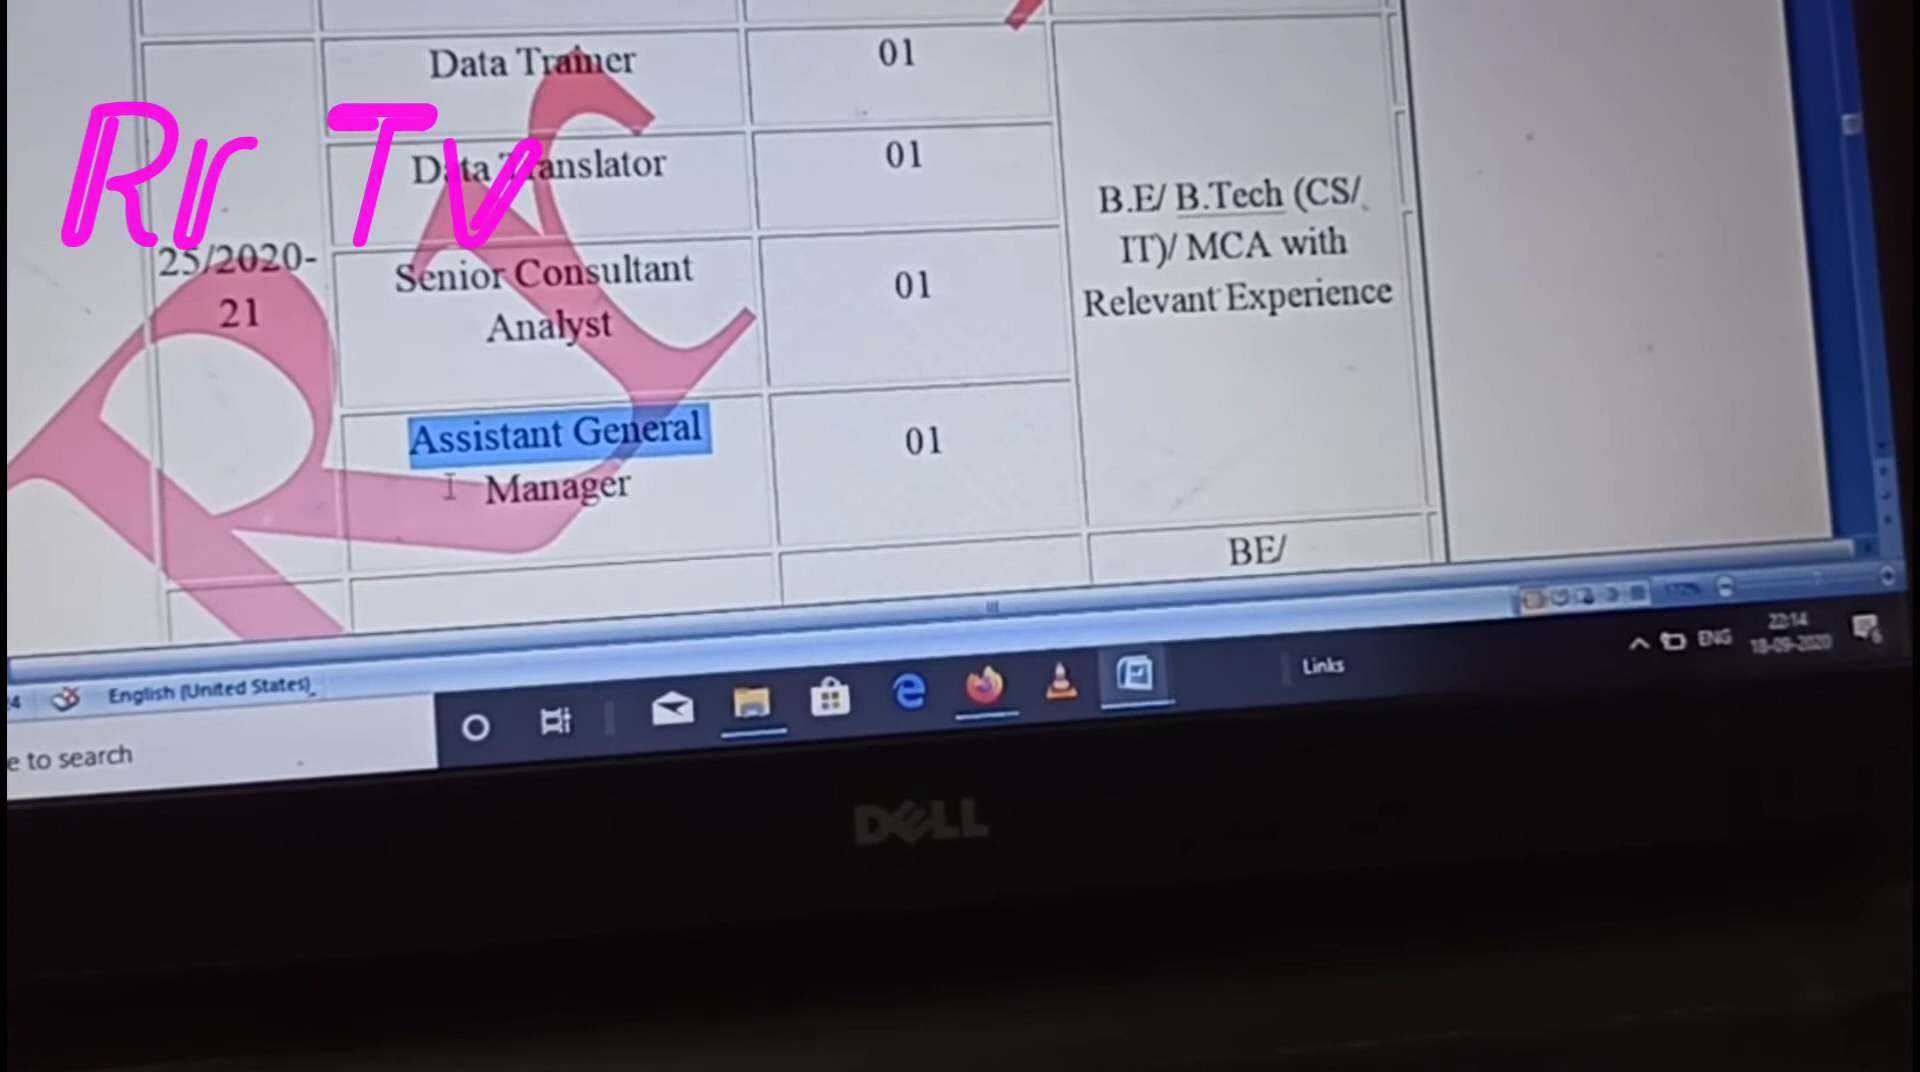 Data Trainer
01
Rr Tv
Data Translator
01
B.E/ B.Tech (CS/
IT)/ MCA with
Relevant Experience
25/2020-
21
Senior Consultant
Analyst
01
Assistant General
Manager
01
BE/
172%
English (United States)
e to search
Links
ENG
22:14
18-09-2020
DELL